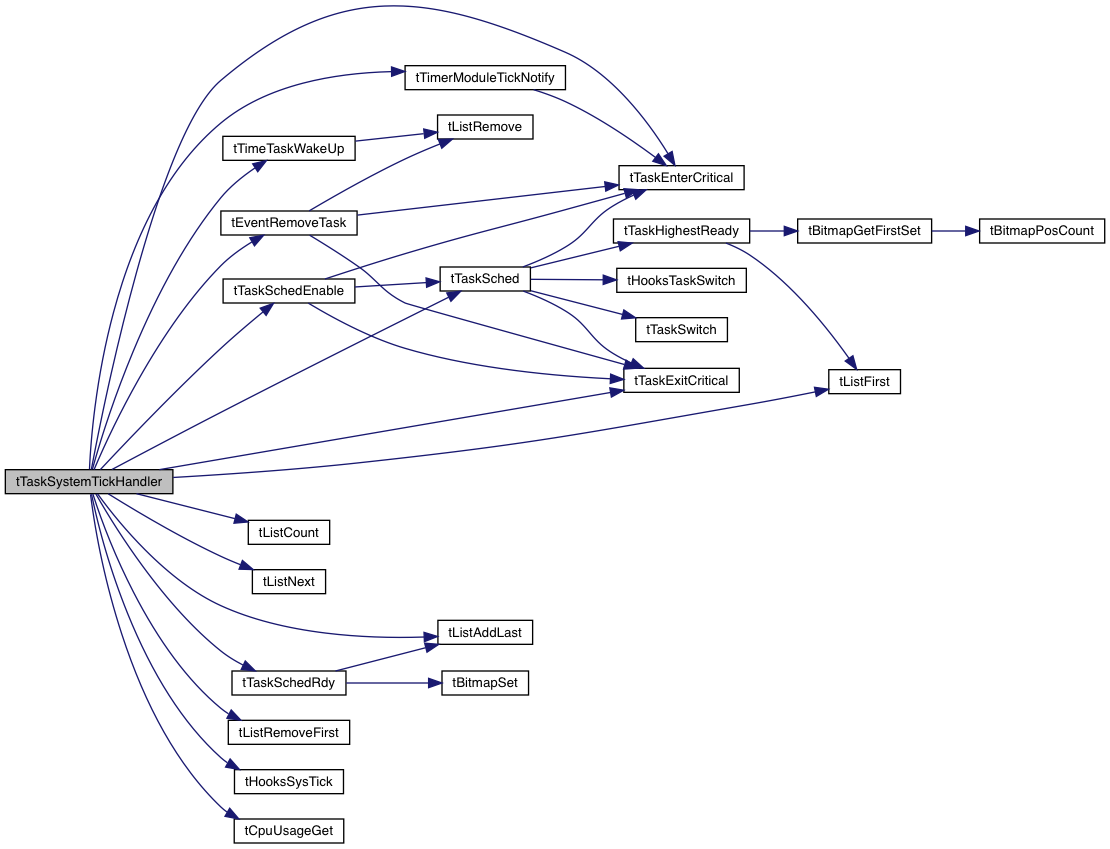 tTimerModuleTickNotify
tListRemove
tTimeTaskWakeUp
tTaskEnterCritical
tEventRemoveTask
tTaskHighestReady
tBitmapGetFirstSet
tBitmapPosCount
tTaskSched
tHooksTaskSwitch
tTaskSchedEnable
tTaskSwitch
tTaskExitCritical
tListFirst
tTaskSystemTickHandler
tListCount
tListNext
tListAddLast
tTaskSchedRdy
tBitmapSet
tListRemoveFirst
tHooksSysTick
tCpuUsageGet